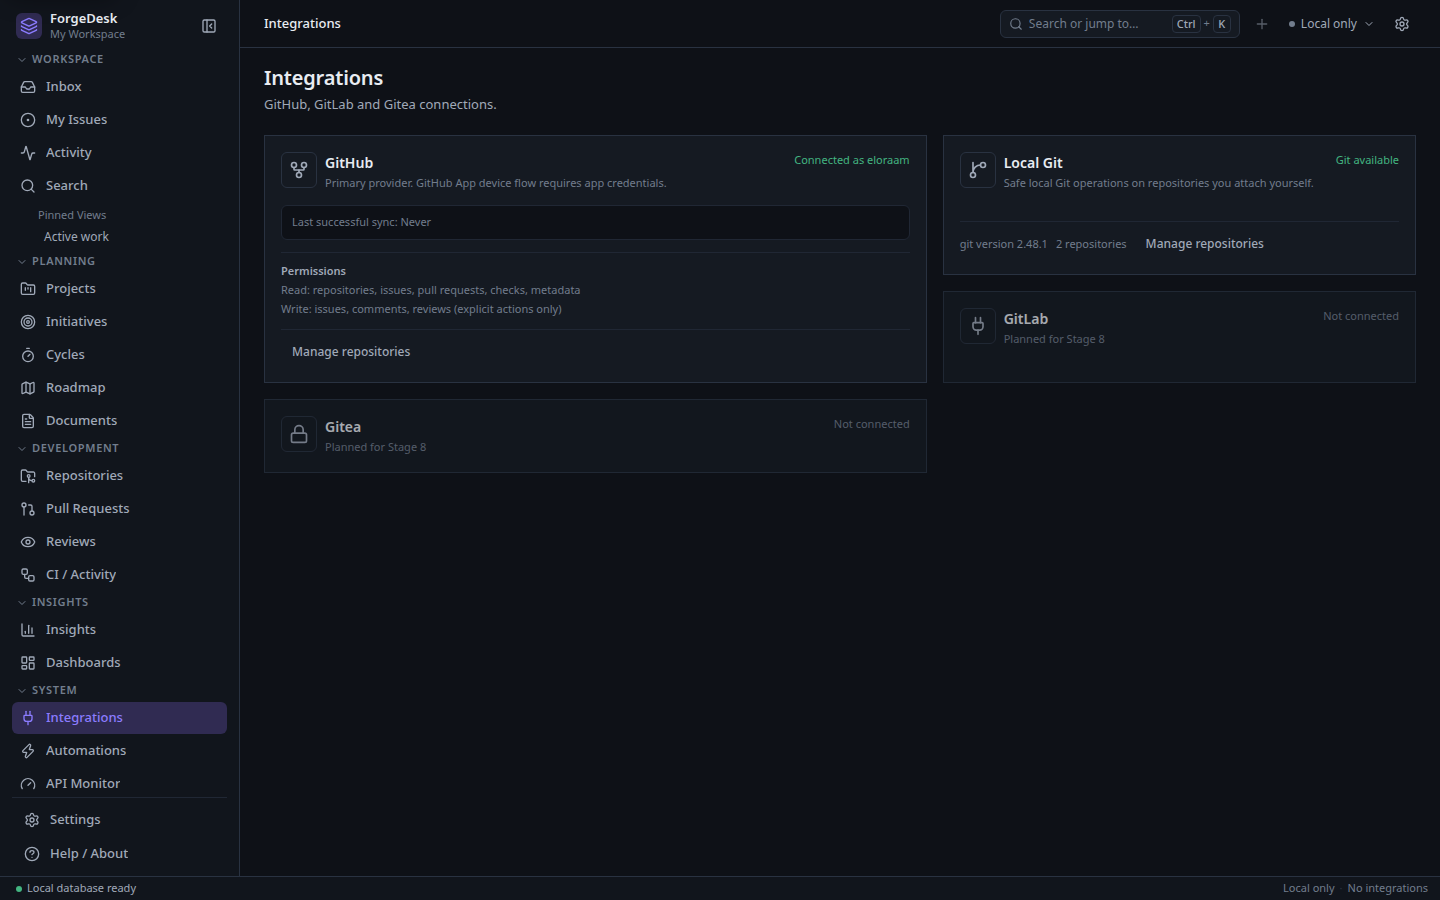 ForgeDesk
My Workspace
WORKSPACE
Inbox
My Issues
Activity
Search
Pinned Views
Active work
PLANNING
Projects
Initiatives
Cycles
Roadmap
Documents
DEVELOPMENT
Repositories
Pull Requests
Reviews
CI / Activity
INSIGHTS
Insights
Dashboards
SYSTEM
Integrations
Automations
API Monitor
Settings
Help / About
Integrations
Search or jump to... Ctrl + K
Local only
Integrations
GitHub, GitLab and Gitea connections.
GitHub
Connected as eloraam
Primary provider. GitHub App device flow requires app credentials.
Last successful sync: Never
Permissions
Read: repositories, issues, pull requests, checks, metadata
Write: issues, comments, reviews (explicit actions only)
Manage repositories
Local Git
Git available
Safe local Git operations on repositories you attach yourself.
git version 2.48.1 2 repositories Manage repositories
GitLab
Not connected
Planned for Stage 8
Gitea
Not connected
Planned for Stage 8
Local database ready
Local only · No integrations